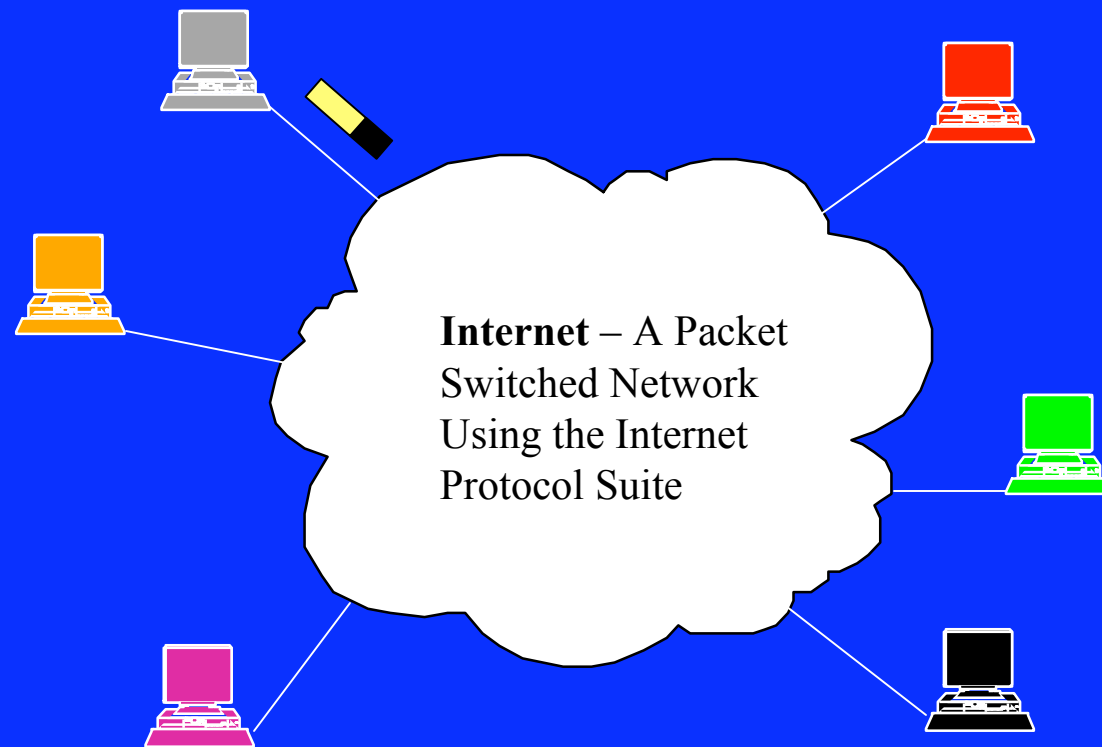 Internet – A Packet
Switched Network
Using the Internet
Protocol Suite